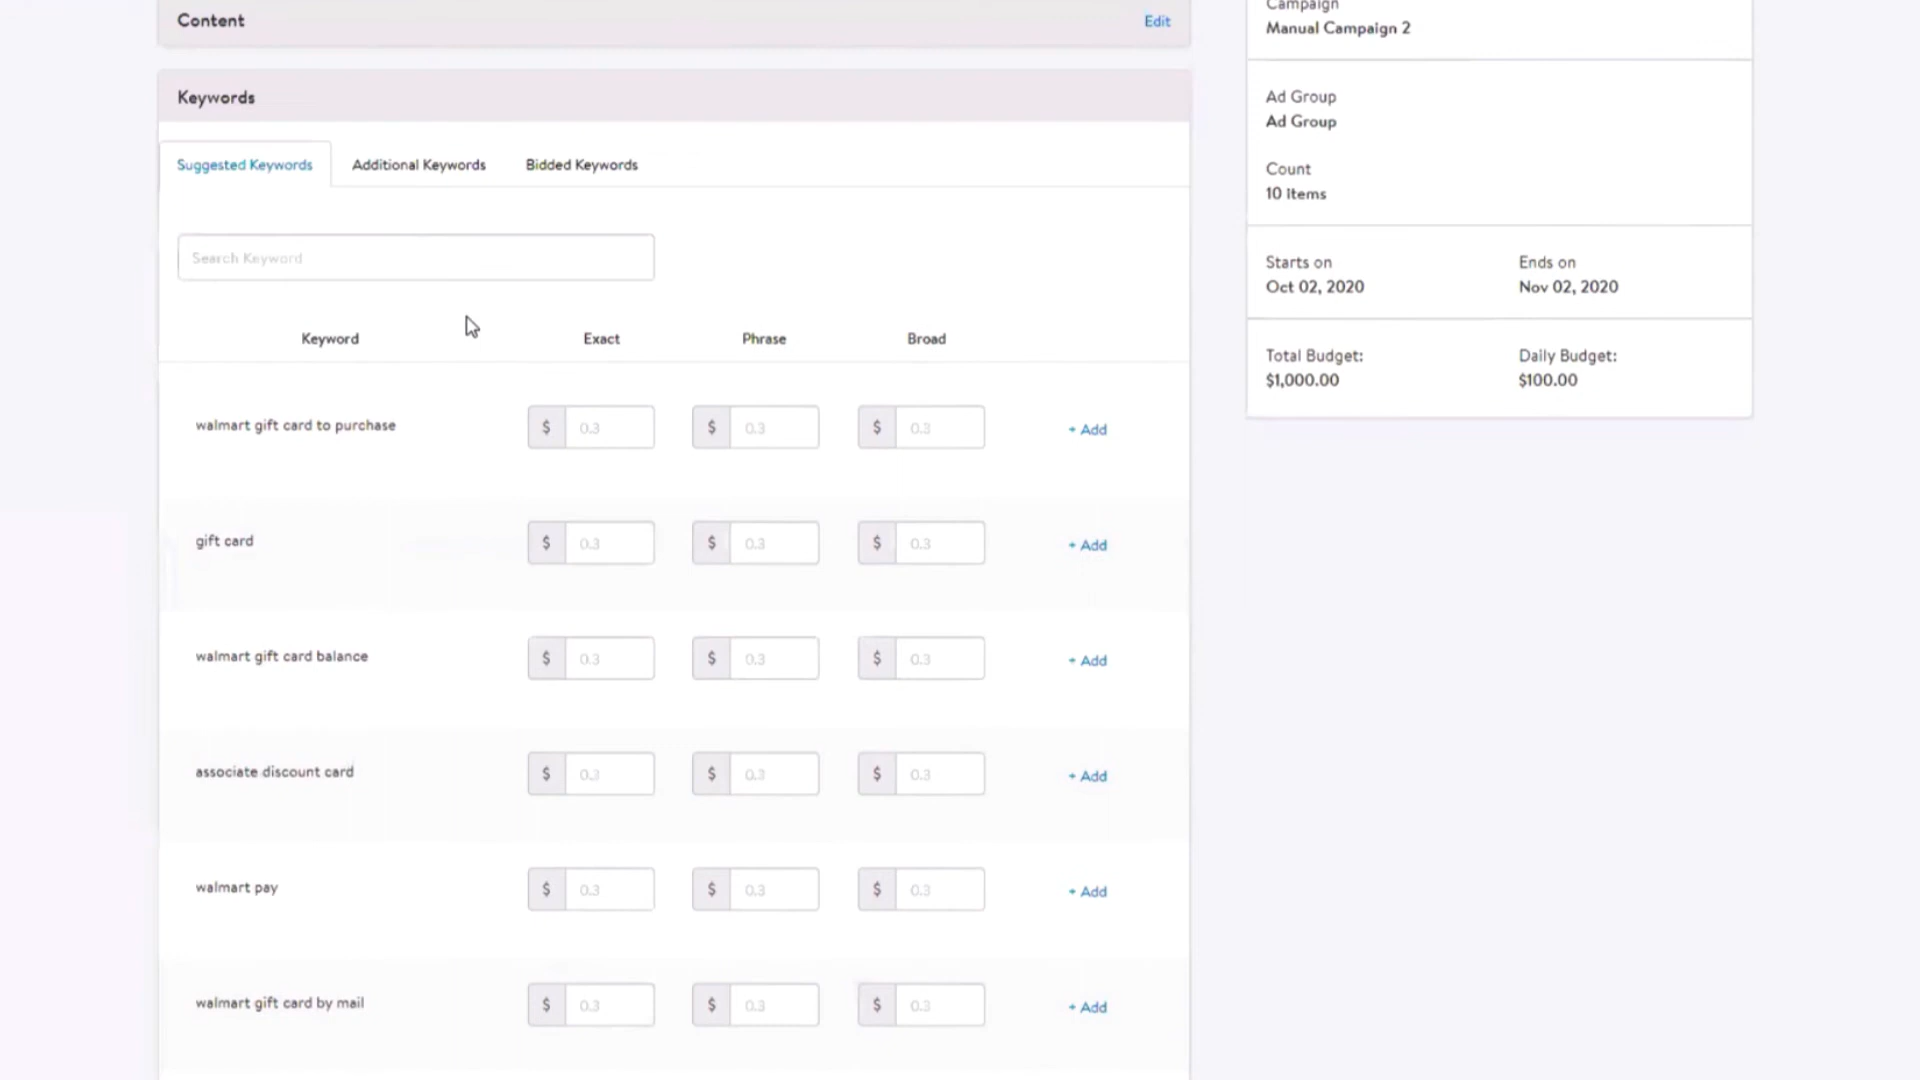 Content Edit
Keywords
Suggested Keywords Additional Keywords Bidded Keywords
Search Keyword
Keyword Exact Phrase Broad
walmart gift card to purchase $ 0.3 $ 0.3 $ 0.3 + Add
gift card $ 0.3 $ 0.3 $ 0.3 + Add
walmart gift card balance $ 0.3 $ 0.3 $ 0.3 + Add
associate discount card $ 0.3 $ 0.3 $ 0.3 + Add
walmart pay $ 0.3 $ 0.3 $ 0.3 + Add
walmart gift card by mail $ 0.3 $ 0.3 $ 0.3 + Add
Campaign
Manual Campaign 2
Ad Group
Ad Group
Count
10 Items
Starts on Ends on
Oct 02, 2020 Nov 02, 2020
Total Budget: Daily Budget:
$1,000.00 $100.00